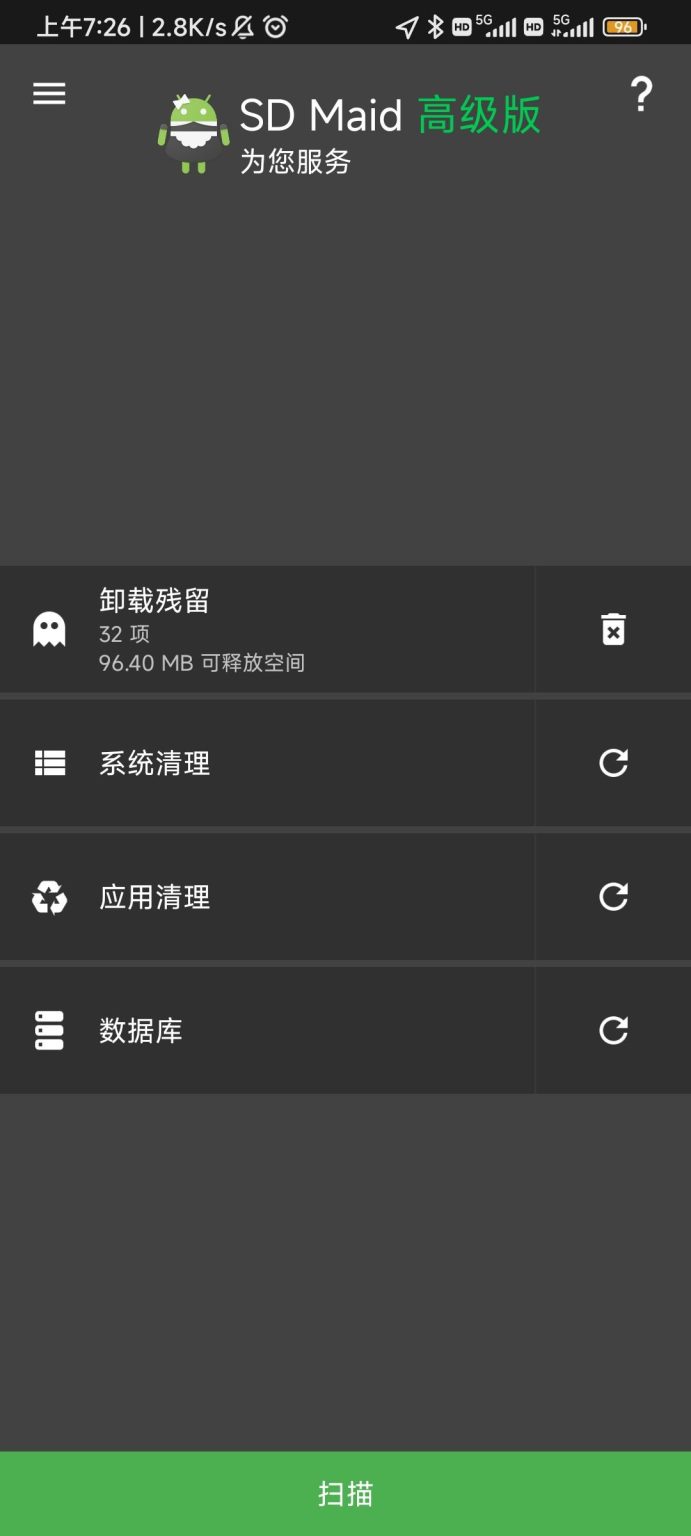 上午7:26 | 2.8K/s
HD 5G HD 5G 96
SD Maid 高级版
为您服务
?
卸载残留
32 项
96.40 MB 可释放空间
系统清理
应用清理
数据库
扫描